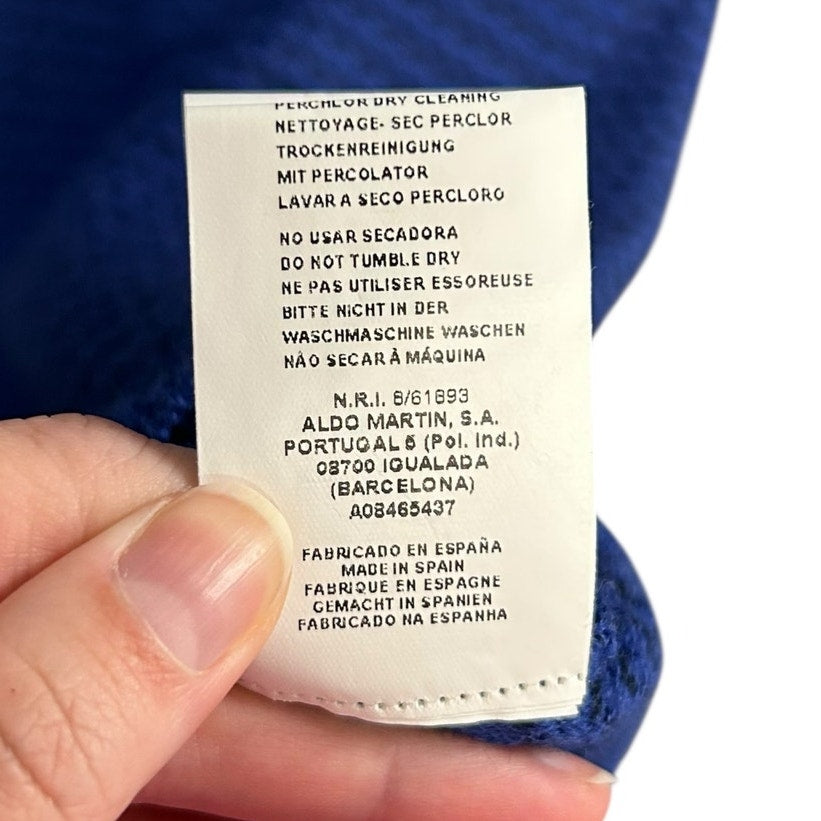 PERCHLOR DRY CLEANING
NETTOYAGE- SEC PERCLOR
TROCKENREINIGUNG
MIT PERCOLATOR
LAVAR A SECO PERCLORO
NO USAR SECADORA
DO NOT TUMBLE DRY
NE PAS UTILISER ESSOREUSE
BITTE NICHT IN DER
WASCHMASCHINE WASCHEN
NÃO SECAR À MÁQUINA
N.R.I. 8/61893
ALDO MARTIN, S.A.
PORTUGAL 6 (Pol. Ind.)
08700 IGUALADA
(BARCELONA)
A08465437
FABRICADO EN ESPAÑA
MADE IN SPAIN
FABRIQUE EN ESPAGNE
GEMACHT IN SPANIEN
FABRICADO NA ESPANHA